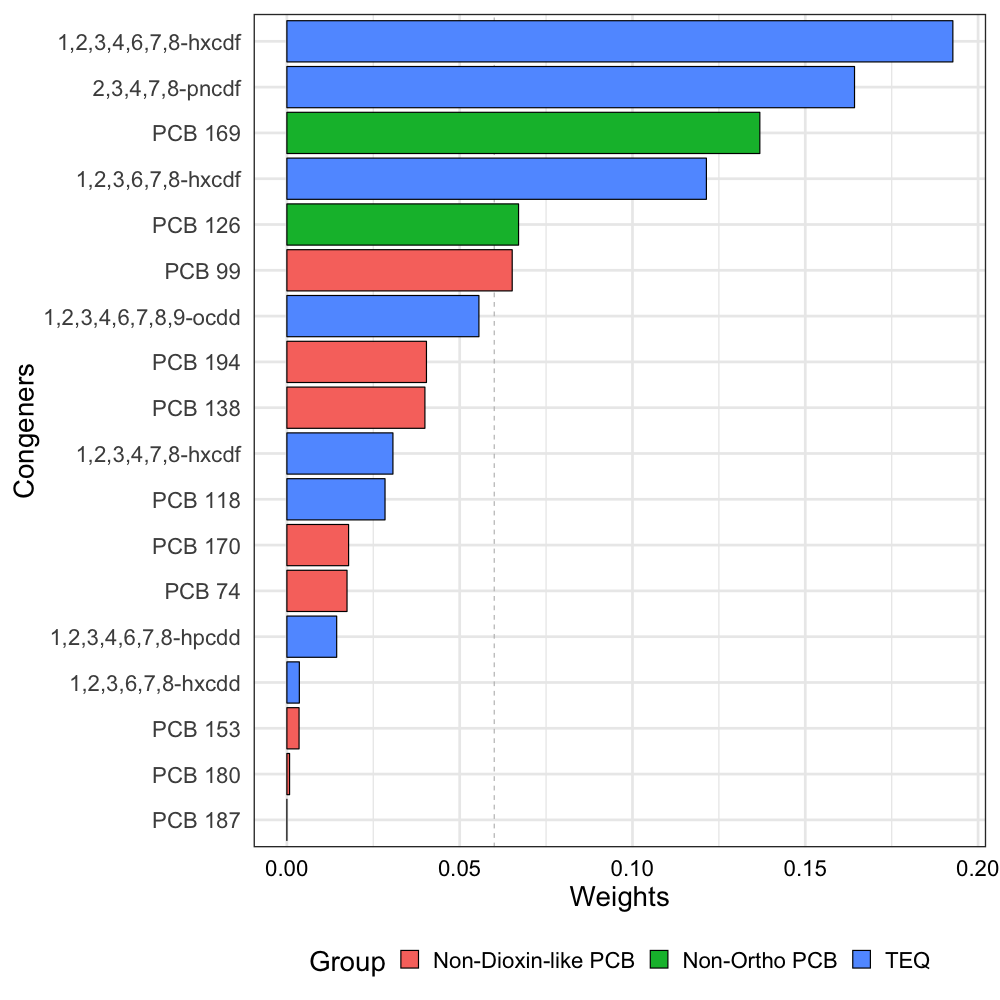 Congeners
1,2,3,4,6,7,8-hxcdf
2,3,4,7,8-pncdf
PCB 169
1,2,3,6,7,8-hxcdf
PCB 126
PCB 99
1,2,3,4,6,7,8,9-ocdd
PCB 194
PCB 138
1,2,3,4,7,8-hxcdf
PCB 118
PCB 170
PCB 74
1,2,3,4,6,7,8-hpcdd
1,2,3,6,7,8-hxcdd
PCB 153
PCB 180
PCB 187
0.00 0.05 0.10 0.15 0.20
Weights
Group Non-Dioxin-like PCB Non-Ortho PCB TEQ